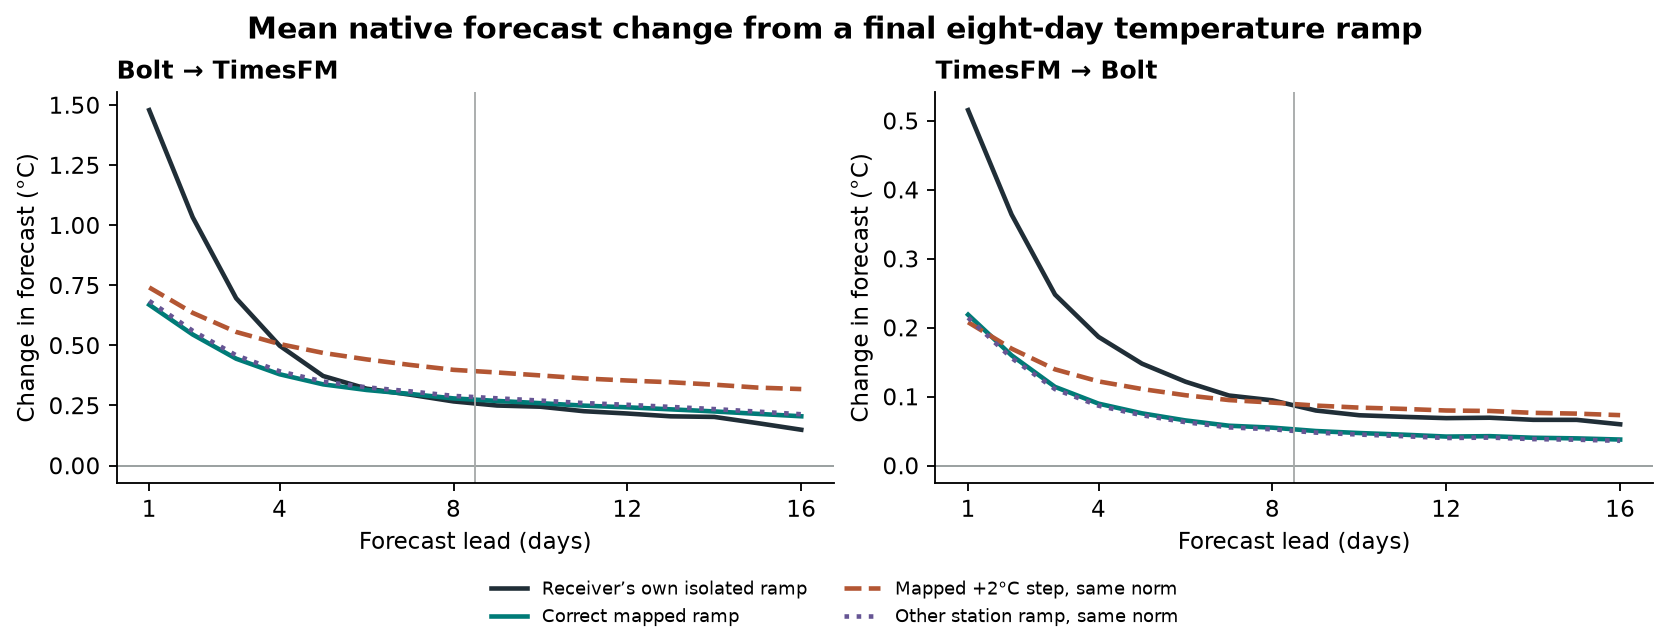 Mean native forecast change from a final eight-day temperature ramp
Bolt → TimesFM
TimesFM → Bolt
Change in forecast (°C)
1.50
1.25
1.00
0.75
0.50
0.25
0.00
1
4
8
12
16
Forecast lead (days)
Change in forecast (°C)
0.5
0.4
0.3
0.2
0.1
0.0
1
4
8
12
16
Forecast lead (days)
Receiver’s own isolated ramp
Correct mapped ramp
Mapped +2°C step, same norm
Other station ramp, same norm